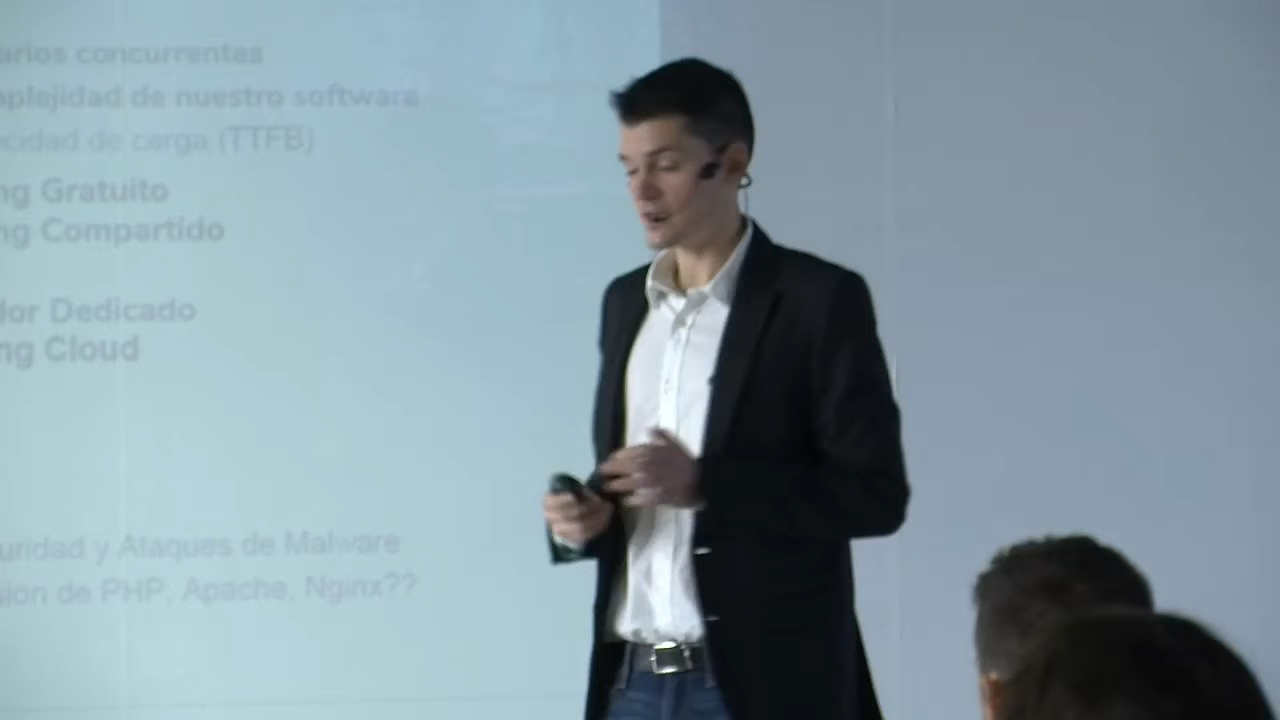 arios concurrentes
plejidad de nuestro software
cidad de carga (TTFB)
ng Gratuito
ng Compartido
dor Dedicado
ng Cloud
uridad y Ataques de Malware
sion de PHP, Apache, Nginx??